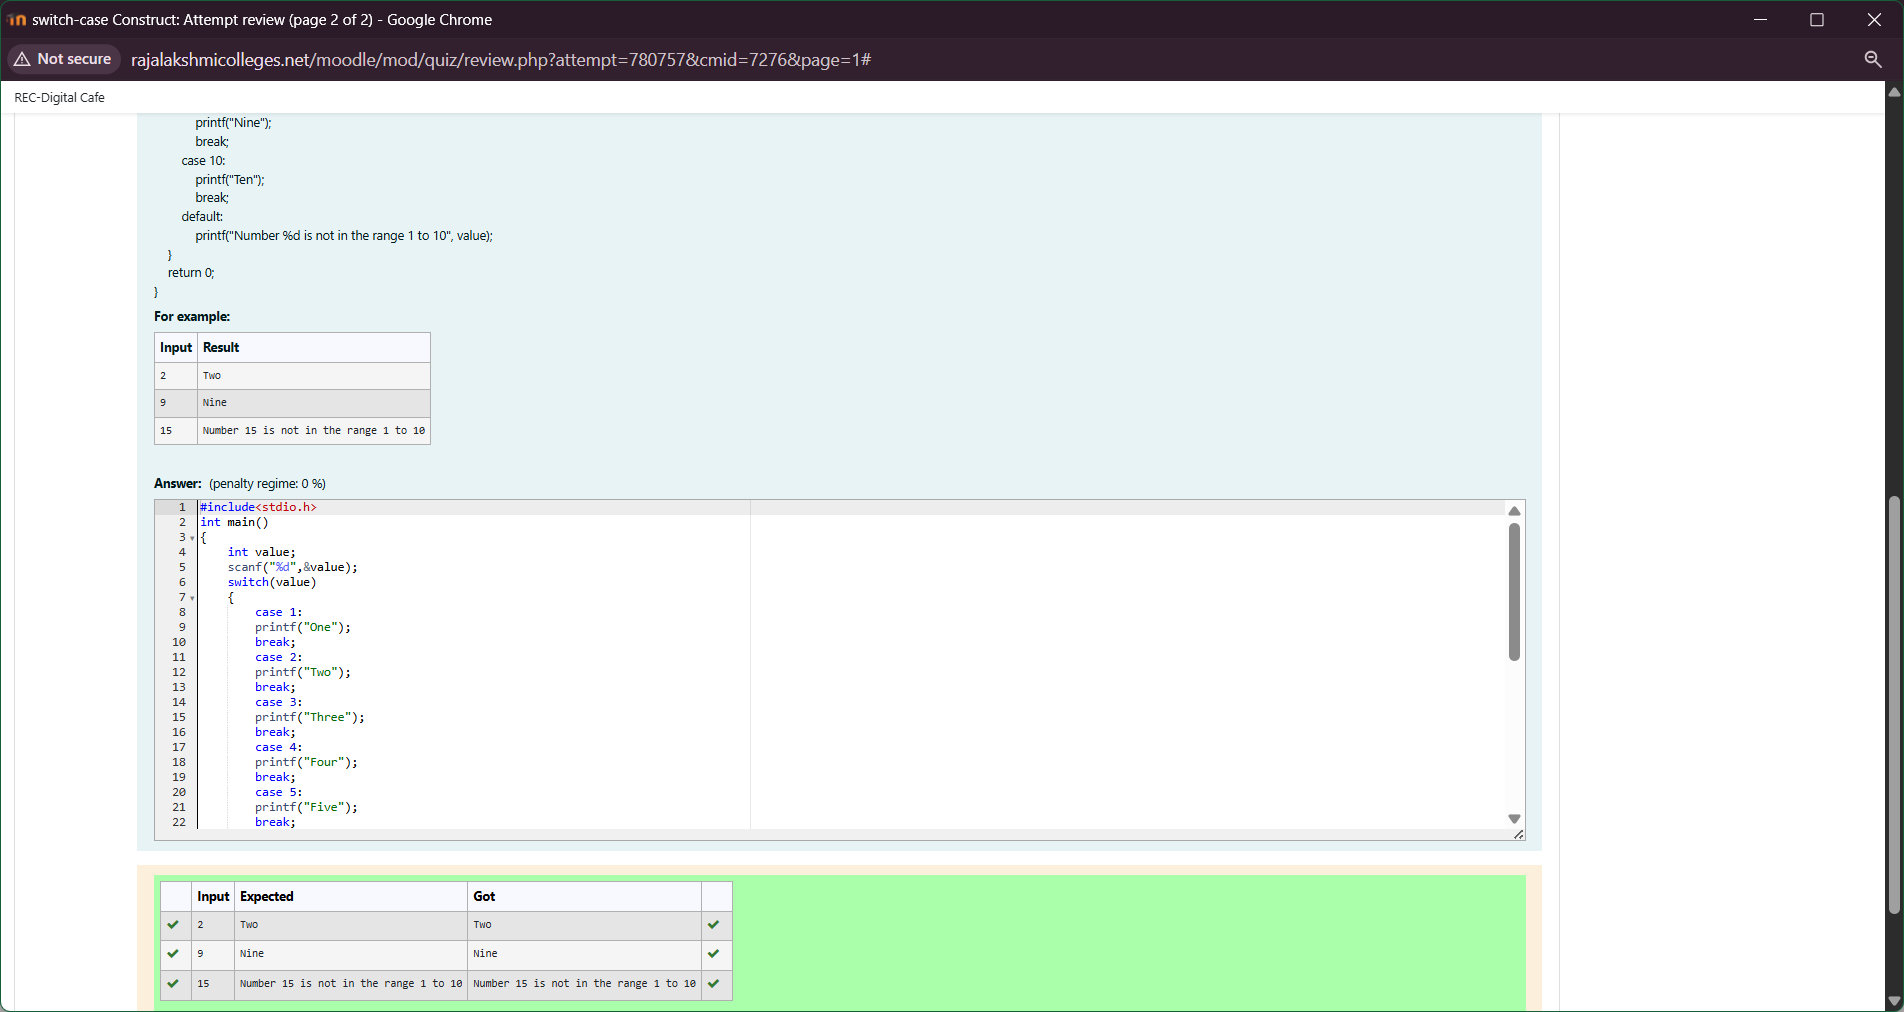 switch-case Construct: Attempt review (page 2 of 2) - Google Chrome
Not secure rajalakshmicolleges.net/moodle/mod/quiz/review.php?attempt=780757&cmid=7276&page=1#
REC-Digital Cafe
printf("Nine");
break;
case 10:
printf("Ten");
break;
default:
printf("Number %d is not in the range 1 to 10", value);
}
return 0;
}
For example:
Input Result
2 Two
9 Nine
15 Number 15 is not in the range 1 to 10
Answer: (penalty regime: 0 %)
1 #include<stdio.h>
2 int main()
3 {
4 int value;
5 scanf("%d",&value);
6 switch(value)
7 {
8 case 1:
9 printf("One");
10 break;
11 case 2:
12 printf("Two");
13 break;
14 case 3:
15 printf("Three");
16 break;
17 case 4:
18 printf("Four");
19 break;
20 case 5:
21 printf("Five");
22 break;
Input Expected Got
2 Two Two
9 Nine Nine
15 Number 15 is not in the range 1 to 10 Number 15 is not in the range 1 to 10